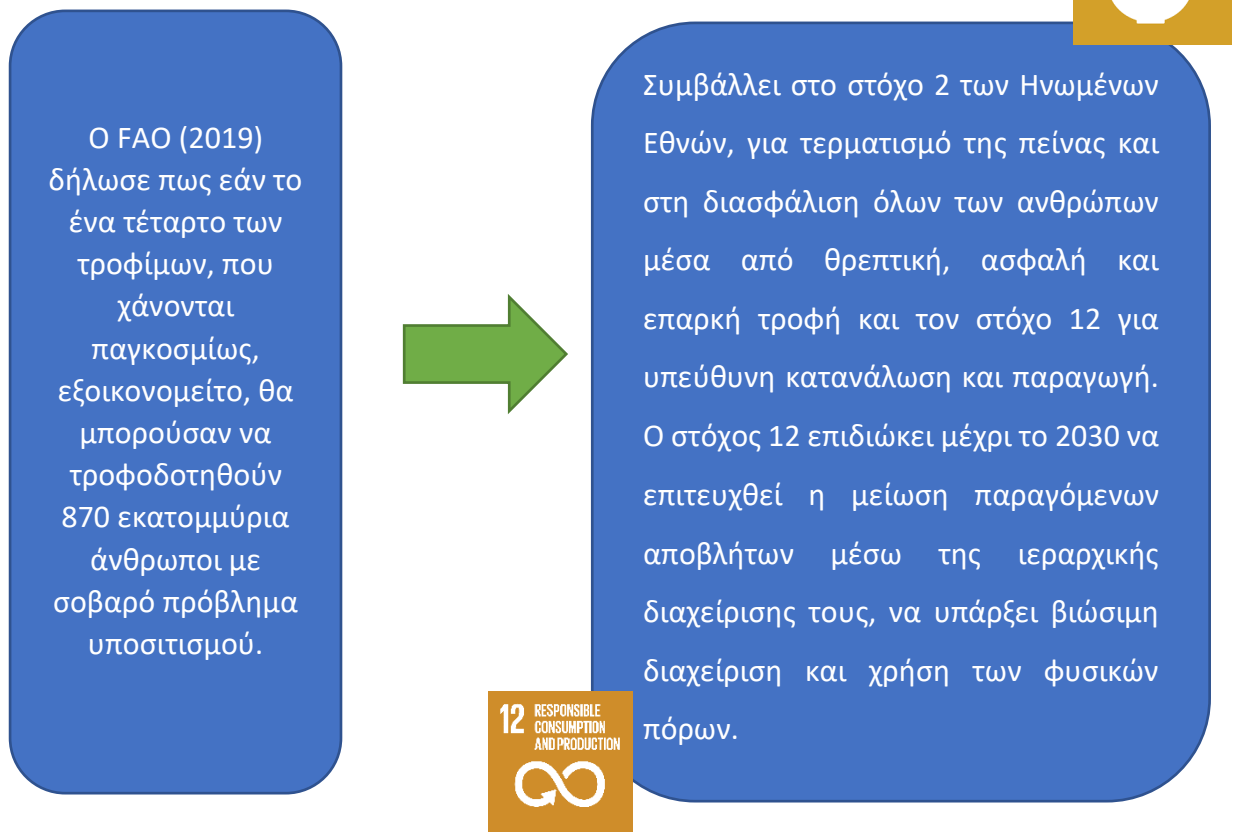 Ο FAO (2019)
δήλωσε πως εάν το
ένα τέταρτο των
τροφίμων, που
χάνονται
παγκοσμίως,
εξοικονομείτο, θα
μπορούσαν να
τροφοδοτηθούν
870 εκατομμύρια
άνθρωποι με
σοβαρό πρόβλημα
υποσιτισμού.
Συμβάλλει στο στόχο 2 των Ηνωμένων
Εθνών, για τερματισμό της πείνας και
στη διασφάλιση όλων των ανθρώπων
μέσα από θρεπτική, ασφαλή και
επαρκή τροφή και τον στόχο 12 για
υπεύθυνη κατανάλωση και παραγωγή.
Ο στόχος 12 επιδιώκει μέχρι το 2030 να
επιτευχθεί η μείωση παραγόμενων
αποβλήτων μέσω της ιεραρχικής
διαχείρισης τους, να υπάρξει βιώσιμη
διαχείριση και χρήση των φυσικών
πόρων.
12 RESPONSIBLE
CONSUMPTION
AND PRODUCTION